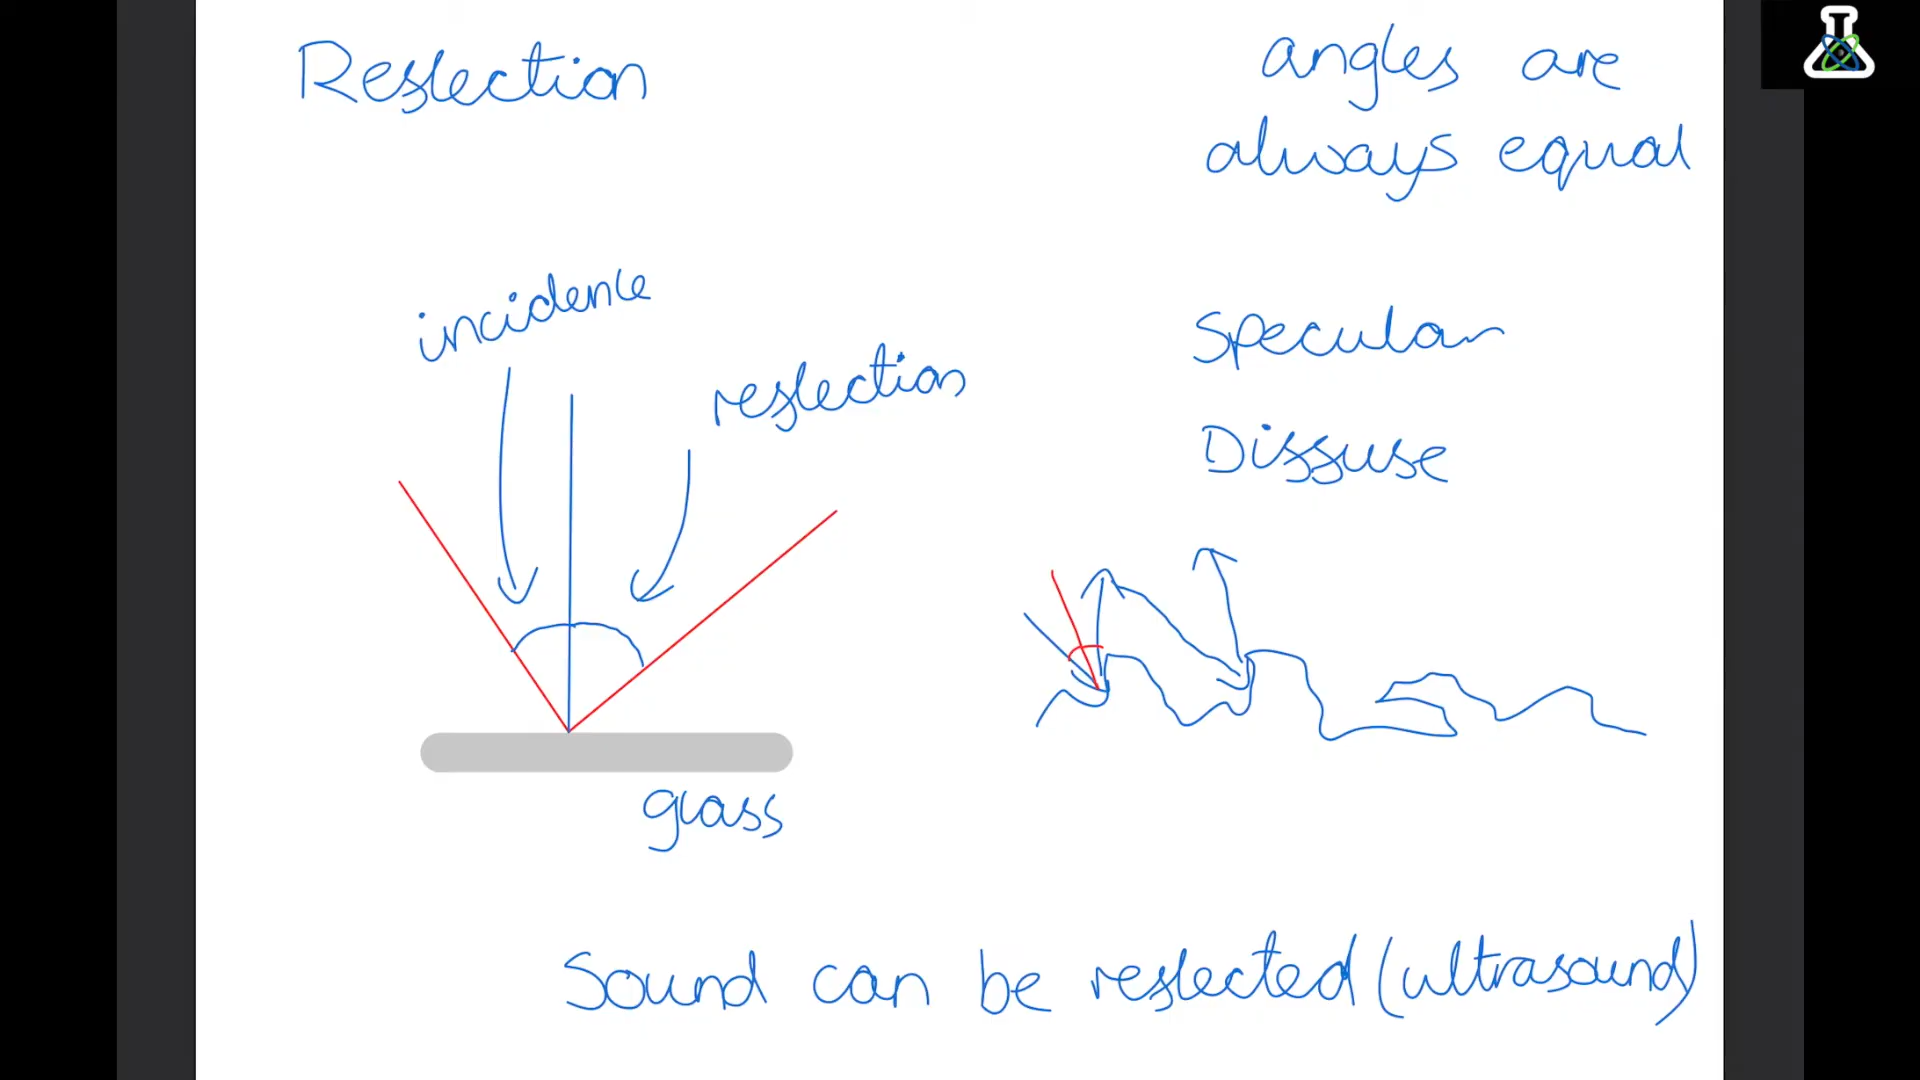 Reflection
angles are
always equal
incidence
reflection
Specular
Diffuse
glass
Sound can be reflected (ultrasound)